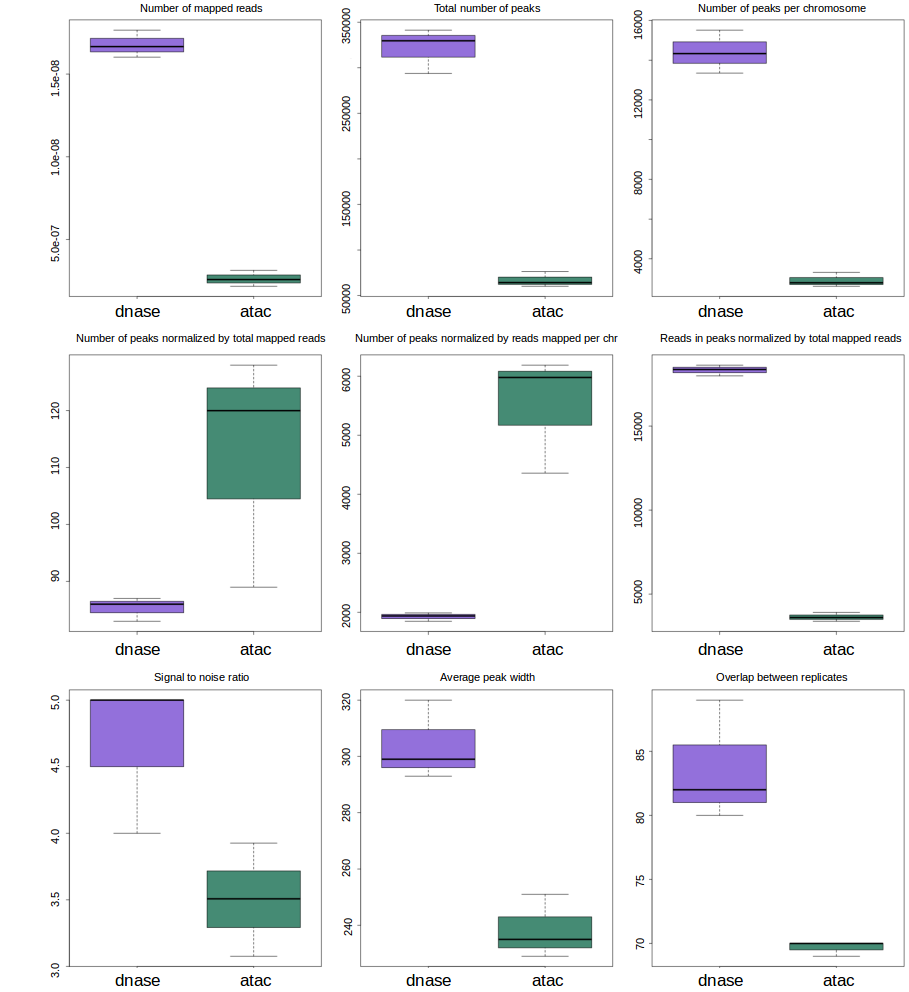 Number of mapped reads
1.5e-08
1.0e-08
5.0e-07
dnase atac
Total number of peaks
350000
250000
150000
50000
dnase atac
Number of peaks per chromosome
16000
12000
8000
4000
dnase atac
Number of peaks normalized by total mapped reads
120
110
100
90
dnase atac
Number of peaks normalized by reads mapped per chr
6000
5000
4000
3000
2000
dnase atac
Reads in peaks normalized by total mapped reads
15000
10000
5000
dnase atac
Signal to noise ratio
5.0
4.5
4.0
3.5
3.0
dnase atac
Average peak width
320
300
280
260
240
dnase atac
Overlap between replicates
85
80
75
70
dnase atac